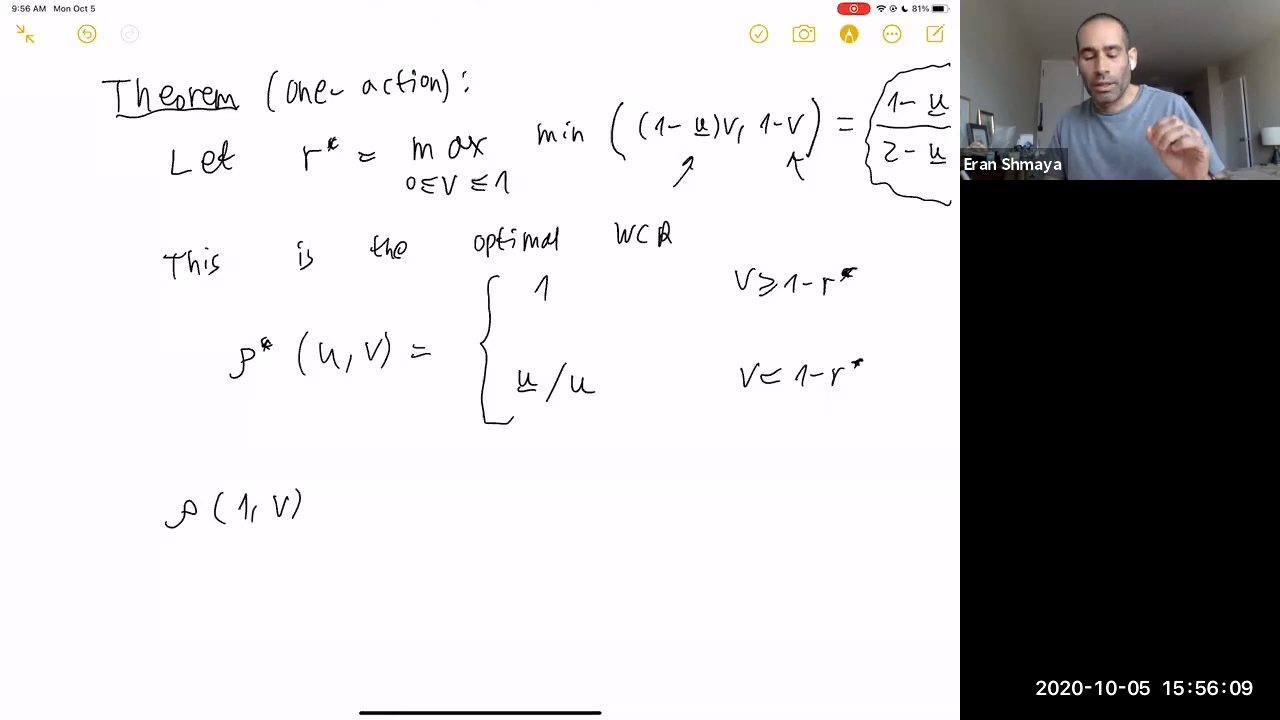 9:56 AM Mon Oct 5
81%
Theorem (one-action):
Let r* = max 0≤V≤1 min ((1-u̲)V, 1-V) = (1-u̲)/(2-u̲)
This is the optimal WCR
ρ*(u, V) = { 1 V ≥ 1-r*
u̲/u V < 1-r*
ρ(1, V)
Eran Shmaya
2020-10-05 15:56:09